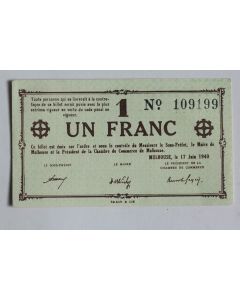 Toute personne qui se livrerait à la contre-
façon de ce billet serait punie avec la plus
extrême rigueur en vertu du code pénal en
vigueur.
1 Nº 109199
UN FRANC
Ce billet est émis sur l'ordre et sous le contrôle de Messieurs le Sous-Préfet, le Maire de
Mulhouse et le Président de la Chambre de Commerce de Mulhouse.
MULHOUSE, le 17 Juin 1940
LE SOUS-PRÉFET LE MAIRE LE PRÉSIDENT DE LA
CHAMBRE DE COMMERCE